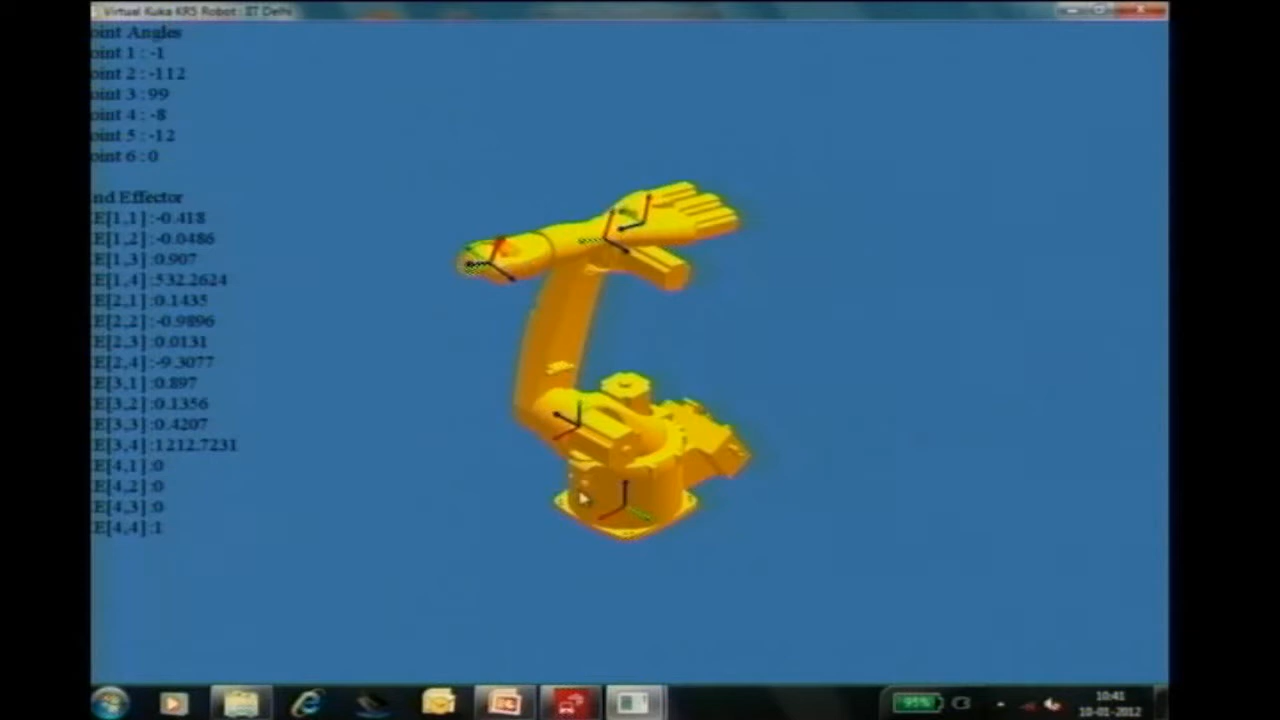 Virtual Kuka KR5 Robot : IIT Delhi
oint Angles
oint 1 : -1
oint 2 : -112
oint 3 : 99
oint 4 : -8
oint 5 : -12
oint 6 : 0
nd Effector
E[1,1] :-0.418
E[1,2] :-0.0486
E[1,3] :0.907
E[1,4] :532.2624
E[2,1] :0.1435
E[2,2] :-0.9896
E[2,3] :0.0131
E[2,4] :-9.3077
E[3,1] :0.897
E[3,2] :0.1356
E[3,3] :0.4207
E[3,4] :1212.7231
E[4,1] :0
E[4,2] :0
E[4,3] :0
E[4,4] :1
95%
10:41
10-01-2012